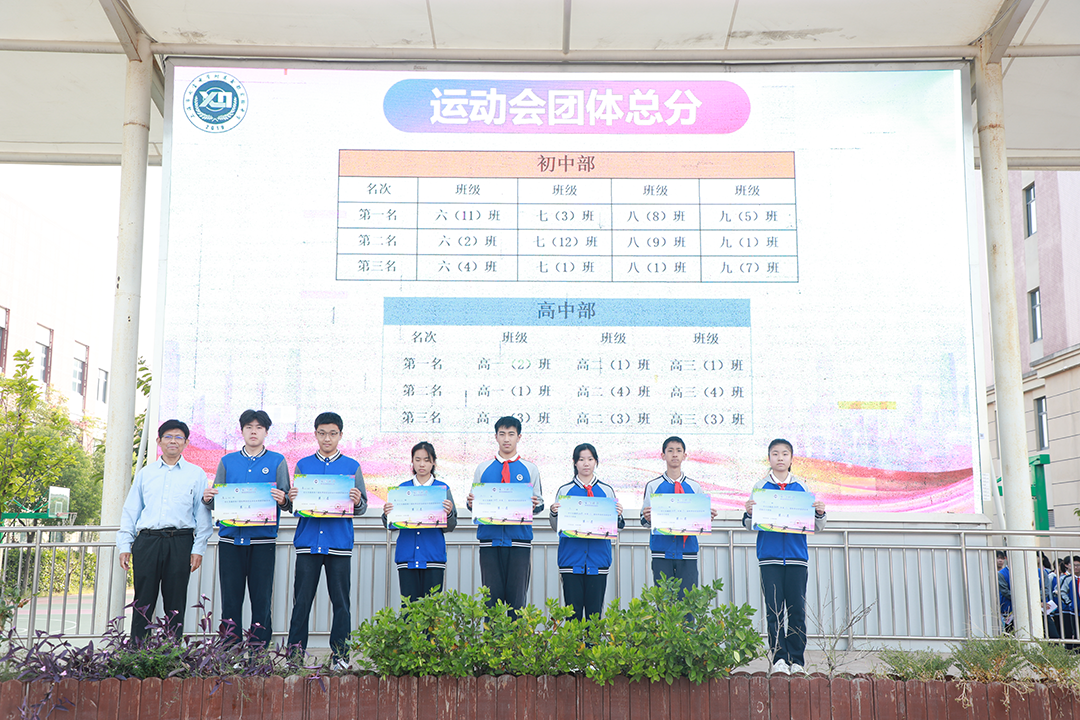 运动会团体总分
初中部
名次 班级 班级 班级 班级
第一名 六（11）班 七（3）班 八（8）班 九（5）班
第二名 六（2）班 七（12）班 八（9）班 九（1）班
第三名 六（4）班 七（1）班 八（1）班 九（7）班
高中部
名次 班级 班级 班级
第一名 高一（2）班 高二（1）班 高三（1）班
第二名 高一（1）班 高二（4）班 高三（4）班
第三名 高一（3）班 高二（3）班 高三（3）班